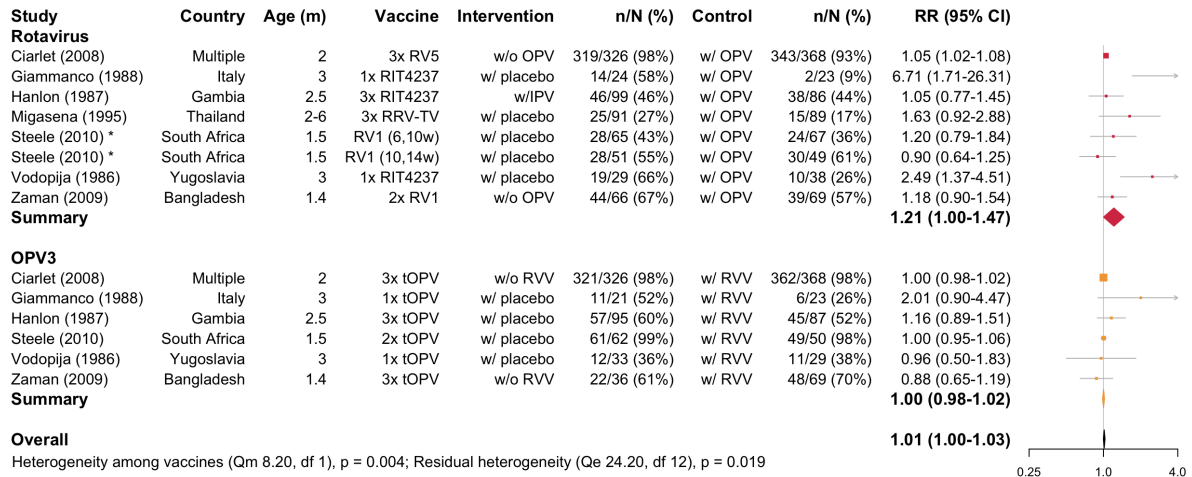 Study Country Age (m) Vaccine Intervention n/N (%) Control n/N (%) RR (95% CI)
Rotavirus
Ciarlet (2008) Multiple 2 3x RV5 w/o OPV 319/326 (98%) w/ OPV 343/368 (93%) 1.05 (1.02-1.08)
Giammanco (1988) Italy 3 1x RIT4237 w/ placebo 14/24 (58%) w/ OPV 2/23 (9%) 6.71 (1.71-26.31)
Hanlon (1987) Gambia 2.5 3x RIT4237 w/IPV 46/99 (46%) w/ OPV 38/86 (44%) 1.05 (0.77-1.45)
Migasena (1995) Thailand 2-6 3x RRV-TV w/ placebo 25/91 (27%) w/ OPV 15/89 (17%) 1.63 (0.92-2.88)
Steele (2010) * South Africa 1.5 RV1 (6,10w) w/ placebo 28/65 (43%) w/ OPV 24/67 (36%) 1.20 (0.79-1.84)
Steele (2010) * South Africa 1.5 RV1 (10,14w) w/ placebo 28/51 (55%) w/ OPV 30/49 (61%) 0.90 (0.64-1.25)
Vodopija (1986) Yugoslavia 3 1x RIT4237 w/ placebo 19/29 (66%) w/ OPV 10/38 (26%) 2.49 (1.37-4.51)
Zaman (2009) Bangladesh 1.4 2x RV1 w/o OPV 44/66 (67%) w/ OPV 39/69 (57%) 1.18 (0.90-1.54)
Summary 1.21 (1.00-1.47)
OPV3
Ciarlet (2008) Multiple 2 3x tOPV w/o RVV 321/326 (98%) w/ RVV 362/368 (98%) 1.00 (0.98-1.02)
Giammanco (1988) Italy 3 1x tOPV w/ placebo 11/21 (52%) w/ RVV 6/23 (26%) 2.01 (0.90-4.47)
Hanlon (1987) Gambia 2.5 3x tOPV w/ placebo 57/95 (60%) w/ RVV 45/87 (52%) 1.16 (0.89-1.51)
Steele (2010) South Africa 1.5 2x tOPV w/ placebo 61/62 (99%) w/ RVV 49/50 (98%) 1.00 (0.95-1.06)
Vodopija (1986) Yugoslavia 3 1x tOPV w/ placebo 12/33 (36%) w/ RVV 11/29 (38%) 0.96 (0.50-1.83)
Zaman (2009) Bangladesh 1.4 3x tOPV w/o RVV 22/36 (61%) w/ RVV 48/69 (70%) 0.88 (0.65-1.19)
Summary 1.00 (0.98-1.02)
Overall 1.01 (1.00-1.03)
Heterogeneity among vaccines (Qm 8.20, df 1), p = 0.004; Residual heterogeneity (Qe 24.20, df 12), p = 0.019
0.25 1.0 4.0